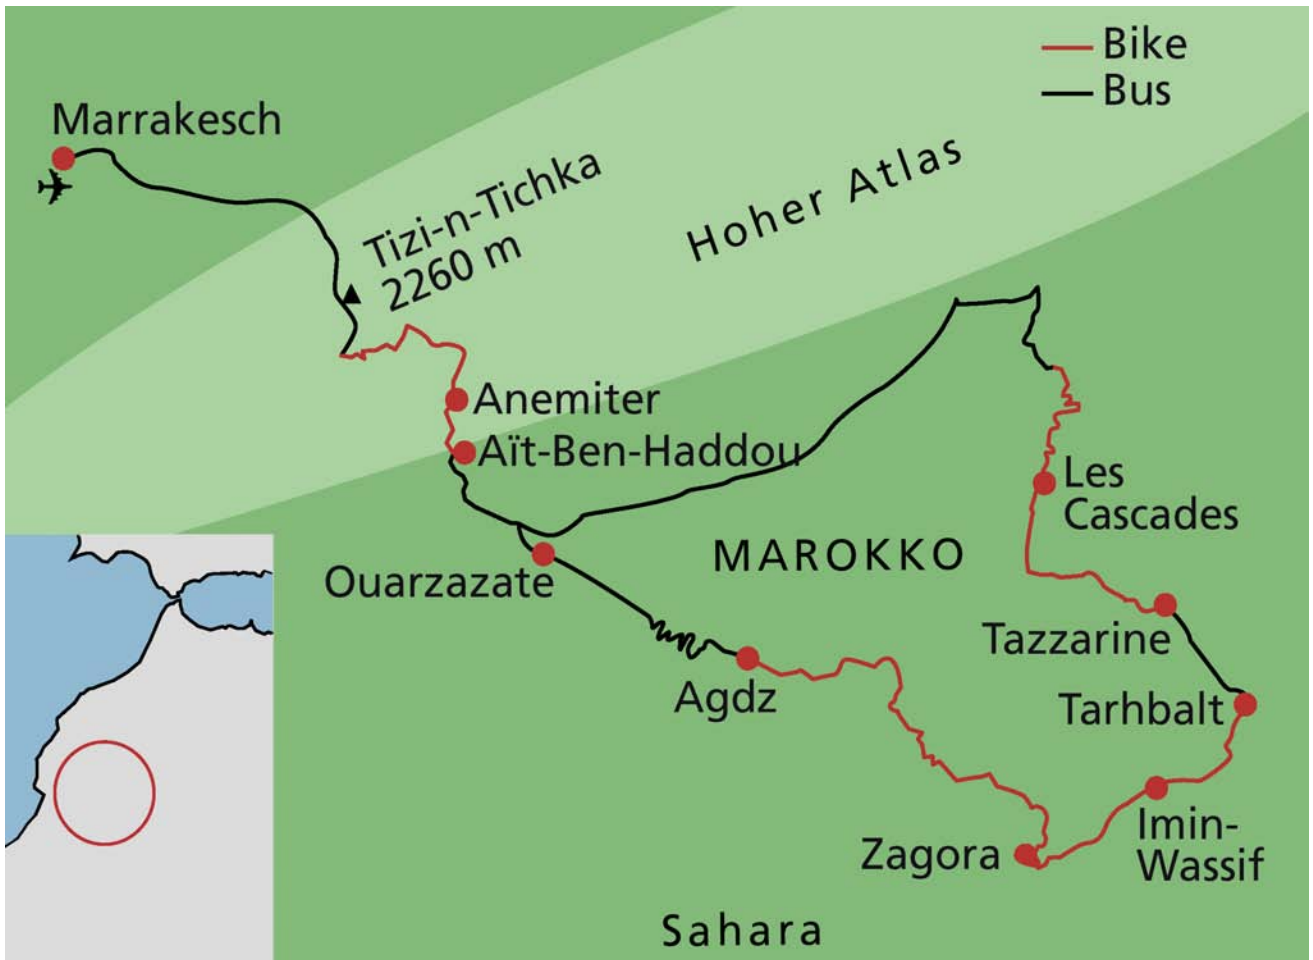 Bike
Bus
Marrakesch
Tizi-n-Tichka
2260 m
Hoher Atlas
Anemiter
Aït-Ben-Haddou
Les
Cascades
MAROKKO
Ouarzazate
Tazzarine
Agdz
Tarhbalt
Imin-
Wassif
Zagora
Sahara